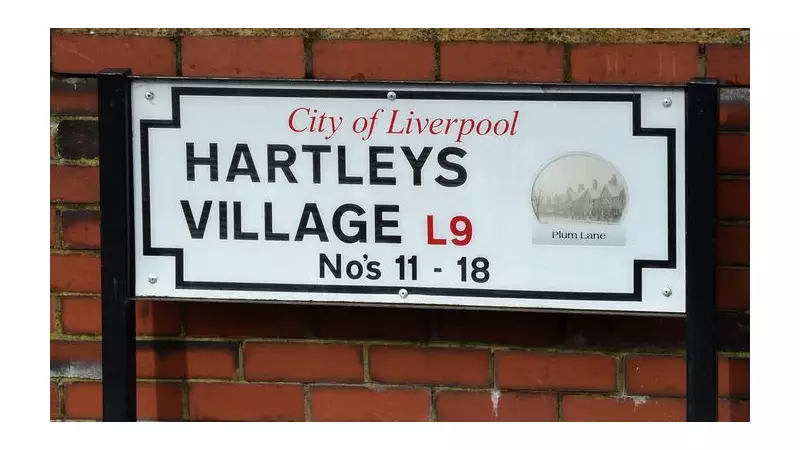 City of Liverpool
HARTLEYS
VILLAGE L9
No's 11 - 18
Plum Lane